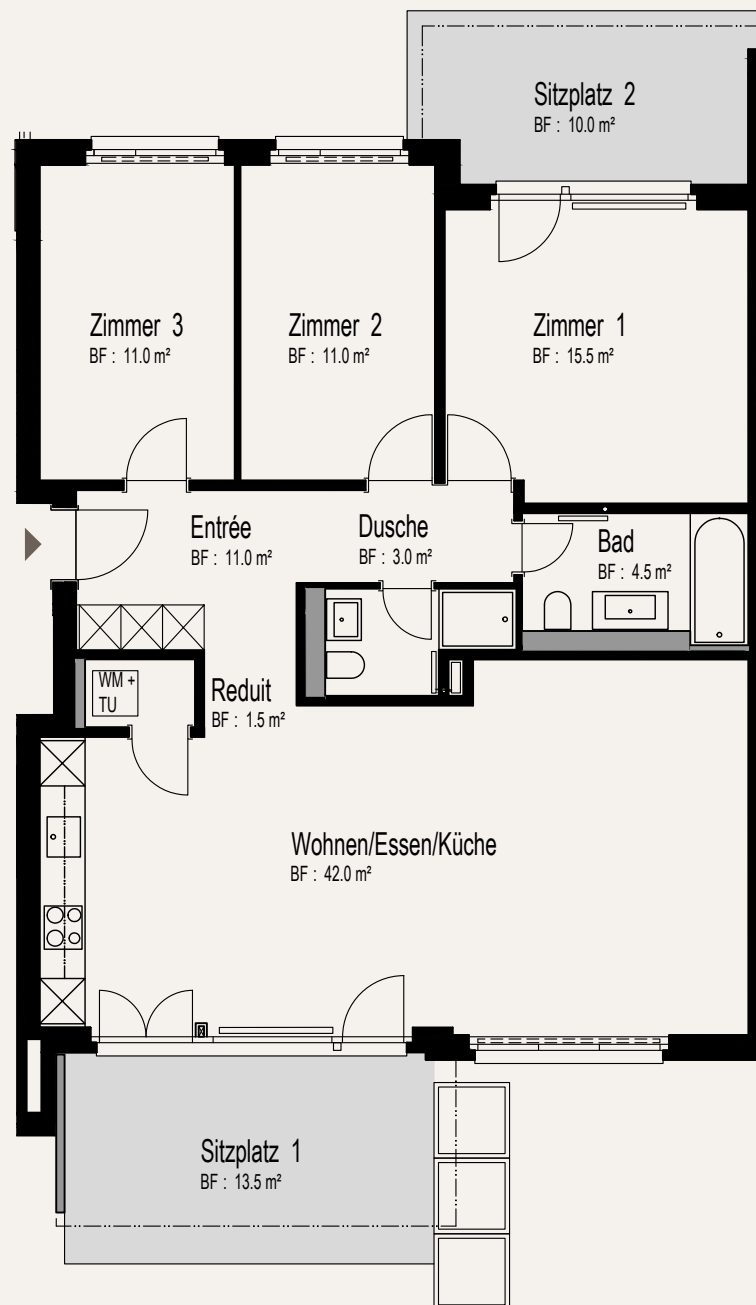 Sitzplatz 2
BF : 10.0 m²
Zimmer 3
BF : 11.0 m²
Zimmer 2
BF : 11.0 m²
Zimmer 1
BF : 15.5 m²
Entrée
BF : 11.0 m²
Dusche
BF : 3.0 m²
Bad
BF : 4.5 m²
WM +
TU
Reduit
BF : 1.5 m²
Wohnen/Essen/Küche
BF : 42.0 m²
Sitzplatz 1
BF : 13.5 m²